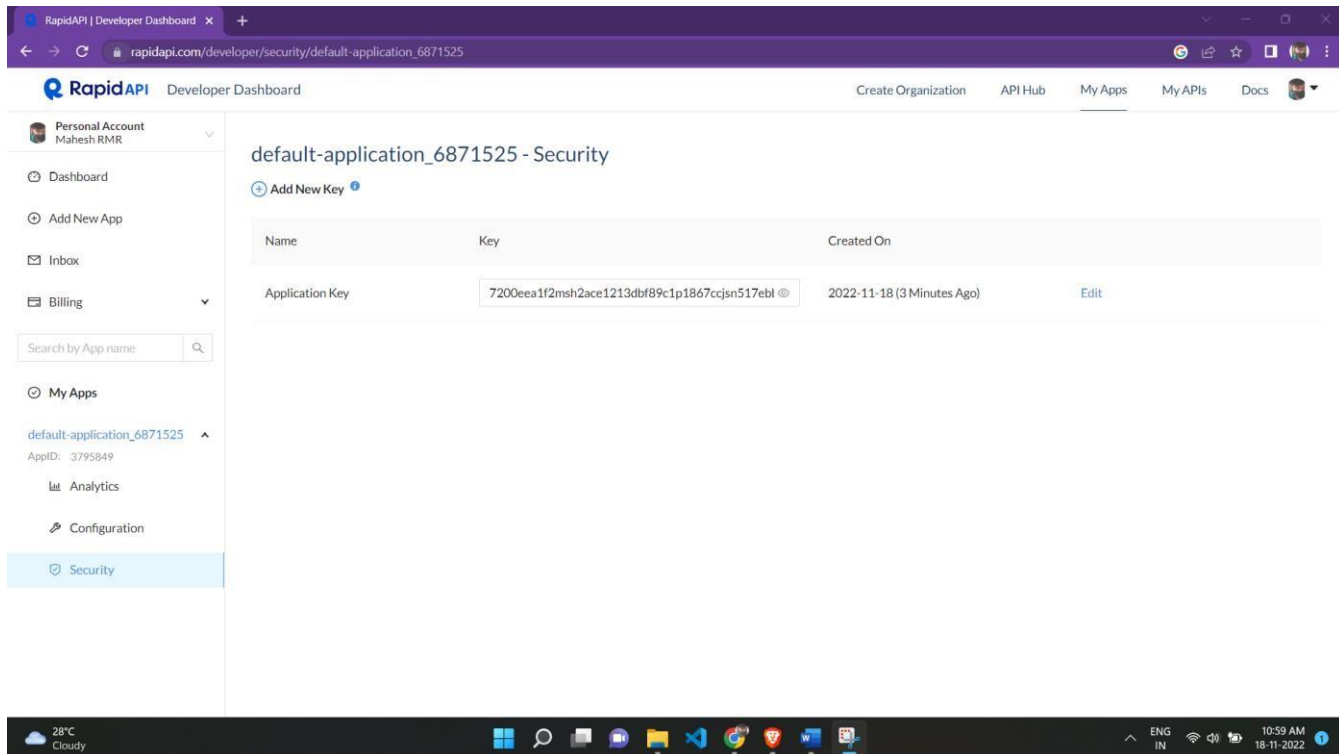 RapidAPI | Developer Dashboard
rapidapi.com/developer/security/default-application_6871525
RapidAPI Developer Dashboard
Create Organization API Hub My Apps My APIs Docs
Personal Account
Mahesh RMR
Dashboard
Add New App
Inbox
Billing
Search by App name
My Apps
default-application_6871525
AppID: 3795849
Analytics
Configuration
Security
default-application_6871525 - Security
Add New Key
Name Key Created On
Application Key 7200eea1f2msh2ace1213dbf89c1p1867ccjsn517ebl 2022-11-18 (3 Minutes Ago) Edit
28°C
Cloudy
ENG
IN
10:59 AM
18-11-2022
1